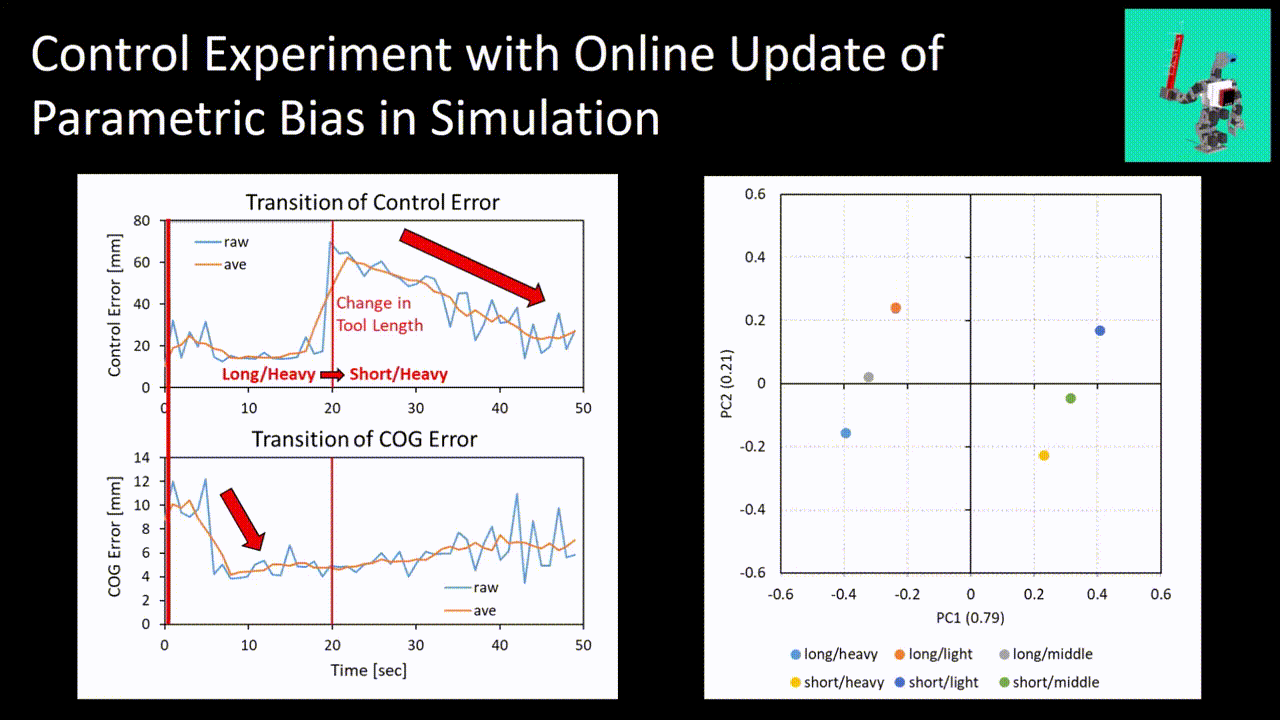 Control Experiment with Online Update of
Parametric Bias in Simulation
Transition of Control Error
Control Error [mm]
80
60
40
20
0
raw
ave
Change in
Tool Length
Long/Heavy Short/Heavy
0 10 20 30 40 50
Transition of COG Error
COG Error [mm]
14
12
10
8
6
4
2
0
raw
ave
0 10 20 30 40 50
Time [sec]
PC2 (0.21)
0.6
0.4
0.2
0
-0.2
-0.4
-0.6
-0.6 -0.4 -0.2 0 0.2 0.4 0.6
PC1 (0.79)
long/heavy long/light long/middle
short/heavy short/light short/middle